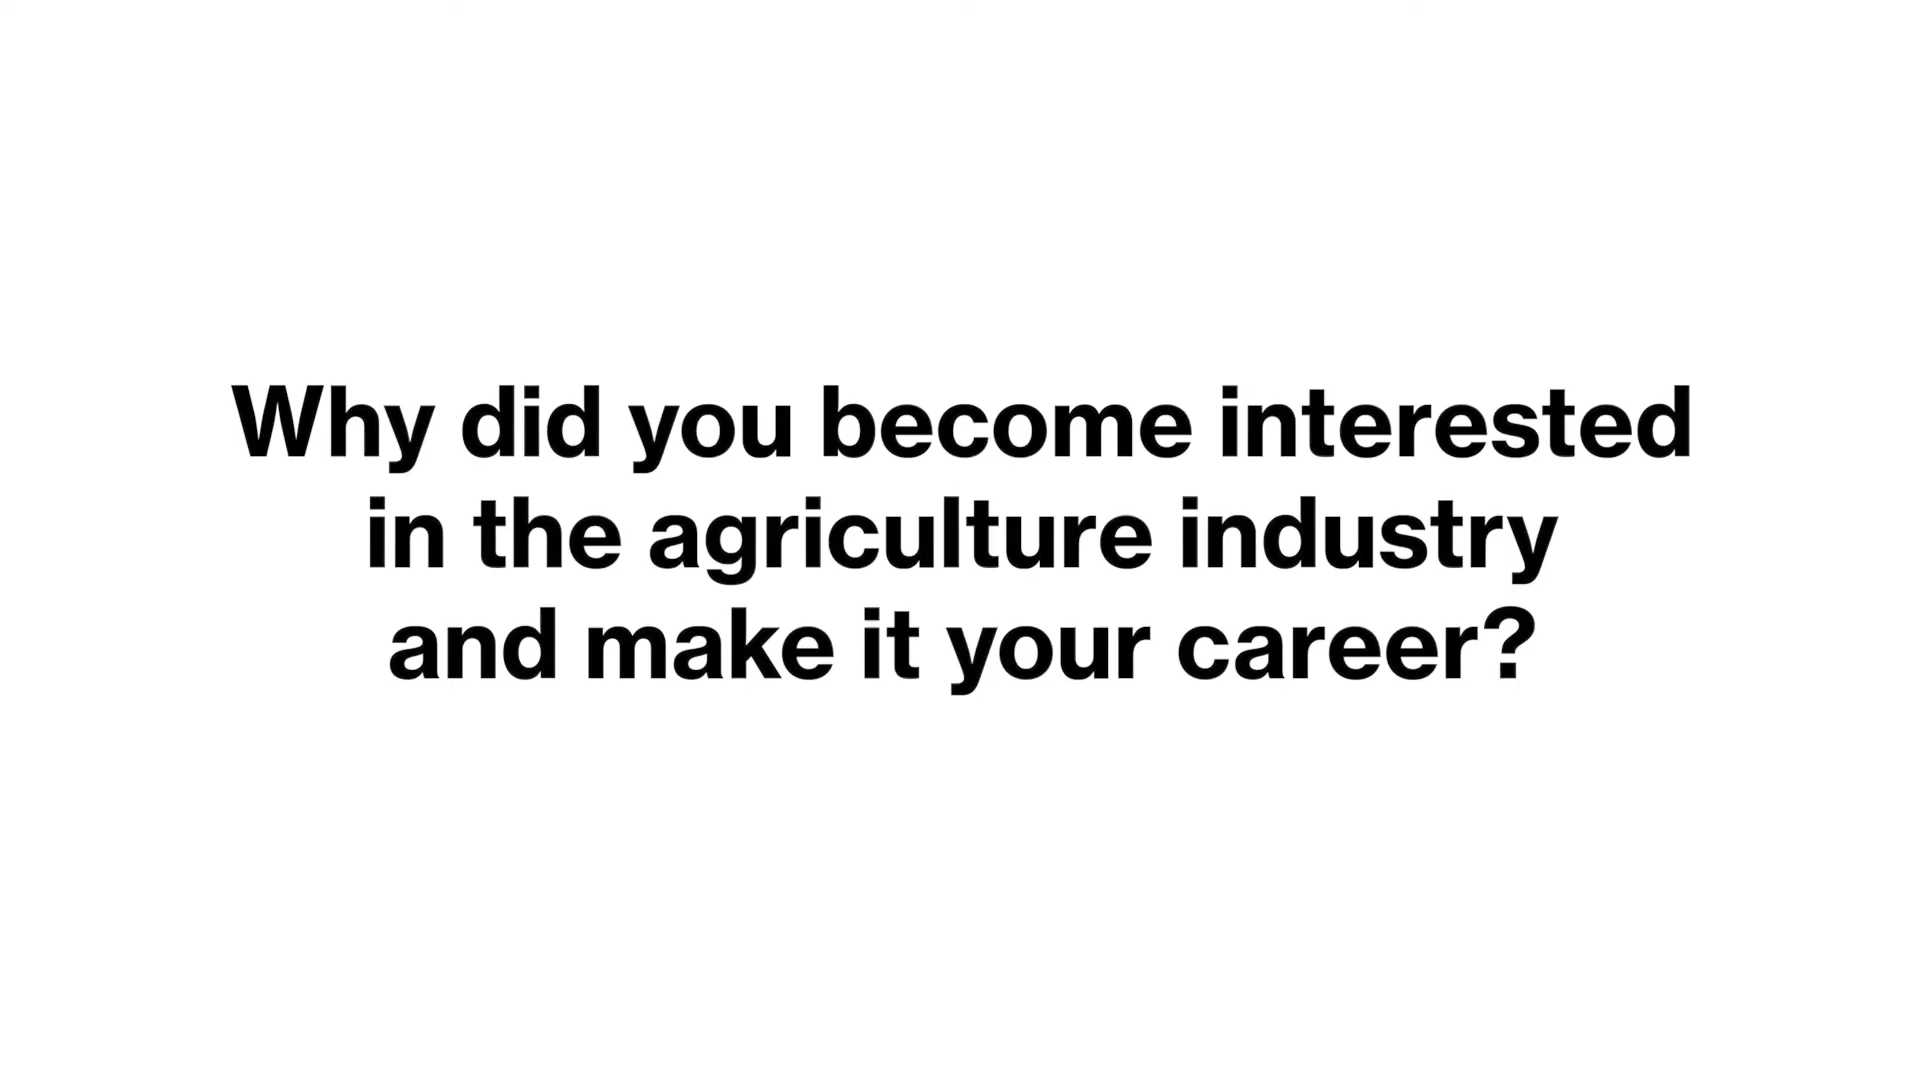 Why did you become interested
in the agriculture industry
and make it your career?